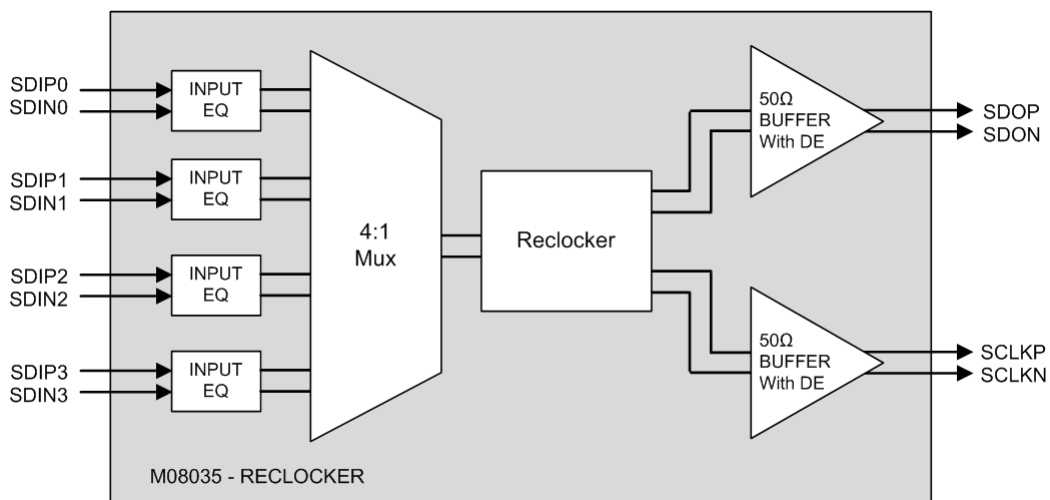 SDIP0
SDIN0
INPUT
EQ
SDIP1
SDIN1
INPUT
EQ
SDIP2
SDIN2
INPUT
EQ
SDIP3
SDIN3
INPUT
EQ
4:1
Mux
Reclocker
50Ω
BUFFER
With DE
SDOP
SDON
50Ω
BUFFER
With DE
SCLKP
SCLKN
M08035 - RECLOCKER